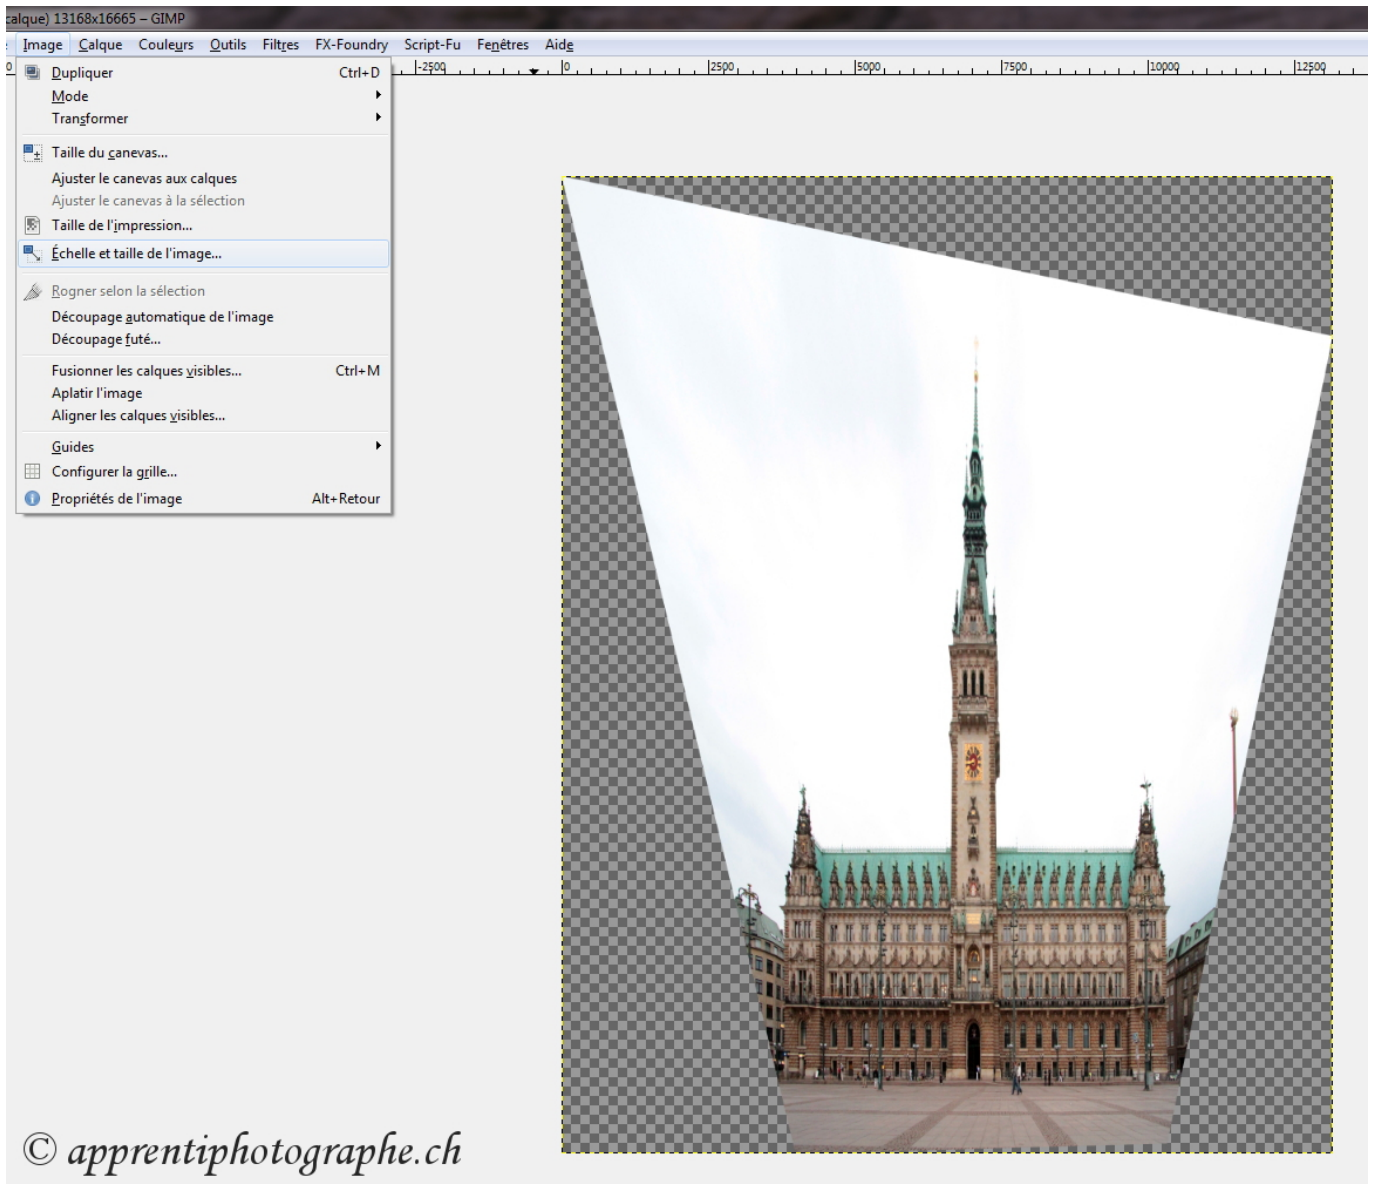 calque) 13168x16665 – GIMP
Image Calque Couleurs Outils Filtres FX-Foundry Script-Fu Fenêtres Aide
0 -2500 0 2500 5000 7500 10000 12500
Dupliquer Ctrl+D
Mode
Transformer
Taille du canevas...
Ajuster le canevas aux calques
Ajuster le canevas à la sélection
Taille de l'impression...
Échelle et taille de l'image...
Rogner selon la sélection
Découpage automatique de l'image
Découpage futé...
Fusionner les calques visibles... Ctrl+M
Aplatir l'image
Aligner les calques visibles...
Guides
Configurer la grille...
Propriétés de l'image Alt+Retour
© apprentiphotographe.ch